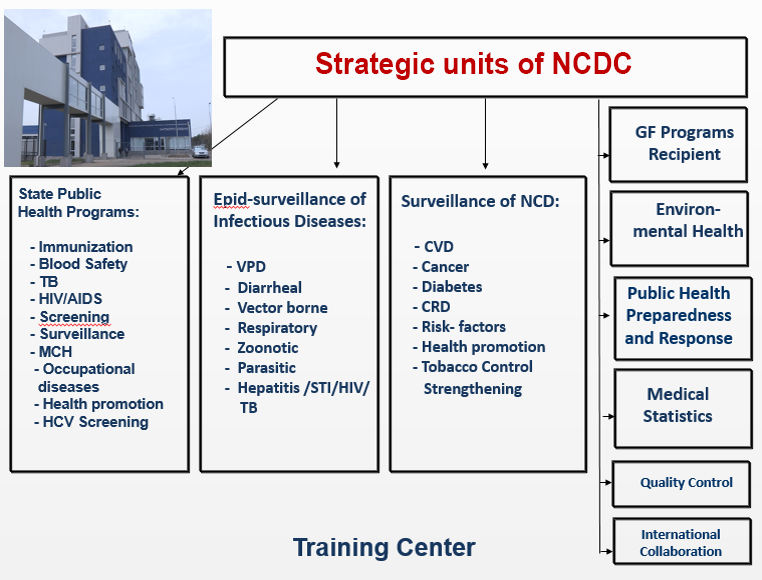 Strategic units of NCDC
State Public
Health Programs:
- Immunization
- Blood Safety
- TB
- HIV/AIDS
- Screening
- Surveillance
- MCH
- Occupational
diseases
- Health promotion
- HCV Screening
Epid-surveillance of
Infectious Diseases:
- VPD
- Diarrheal
- Vector borne
- Respiratory
- Zoonotic
- Parasitic
- Hepatitis /STI/HIV/
TB
Surveillance of NCD:
- CVD
- Cancer
- Diabetes
- CRD
- Risk- factors
- Health promotion
- Tobacco Control
Strengthening
GF Programs
Recipient
Environ-
mental Health
Public Health
Preparedness
and Response
Medical
Statistics
Quality Control
International
Collaboration
Training Center